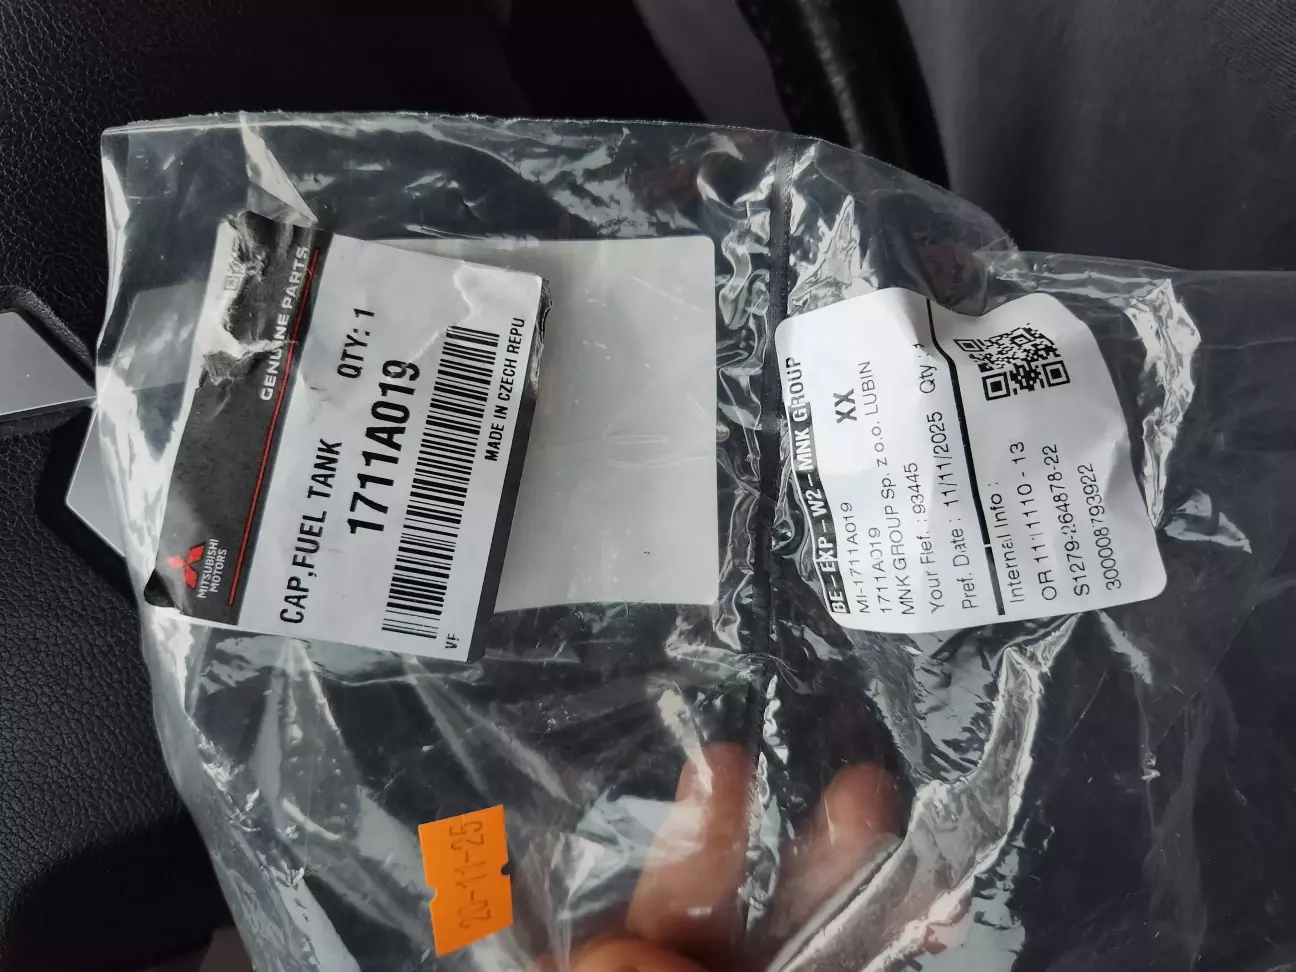 GENUINE PARTS
MITSUBISHI
MOTORS
CAP,FUEL TANK
QTY: 1
1711A019
MADE IN CZECH REPU
VF
BE - EXP - W2 - MNK GROUP
XX
MI-1711A019
1711A019
MNK GROUP Sp. z o.o. LUBIN
Your Ref. : 93445
Pref. Date : 11/11/2025 Qty
Internal Info :
OR 111110 - 13
S1279-264878-22
300008793922
20-11-25